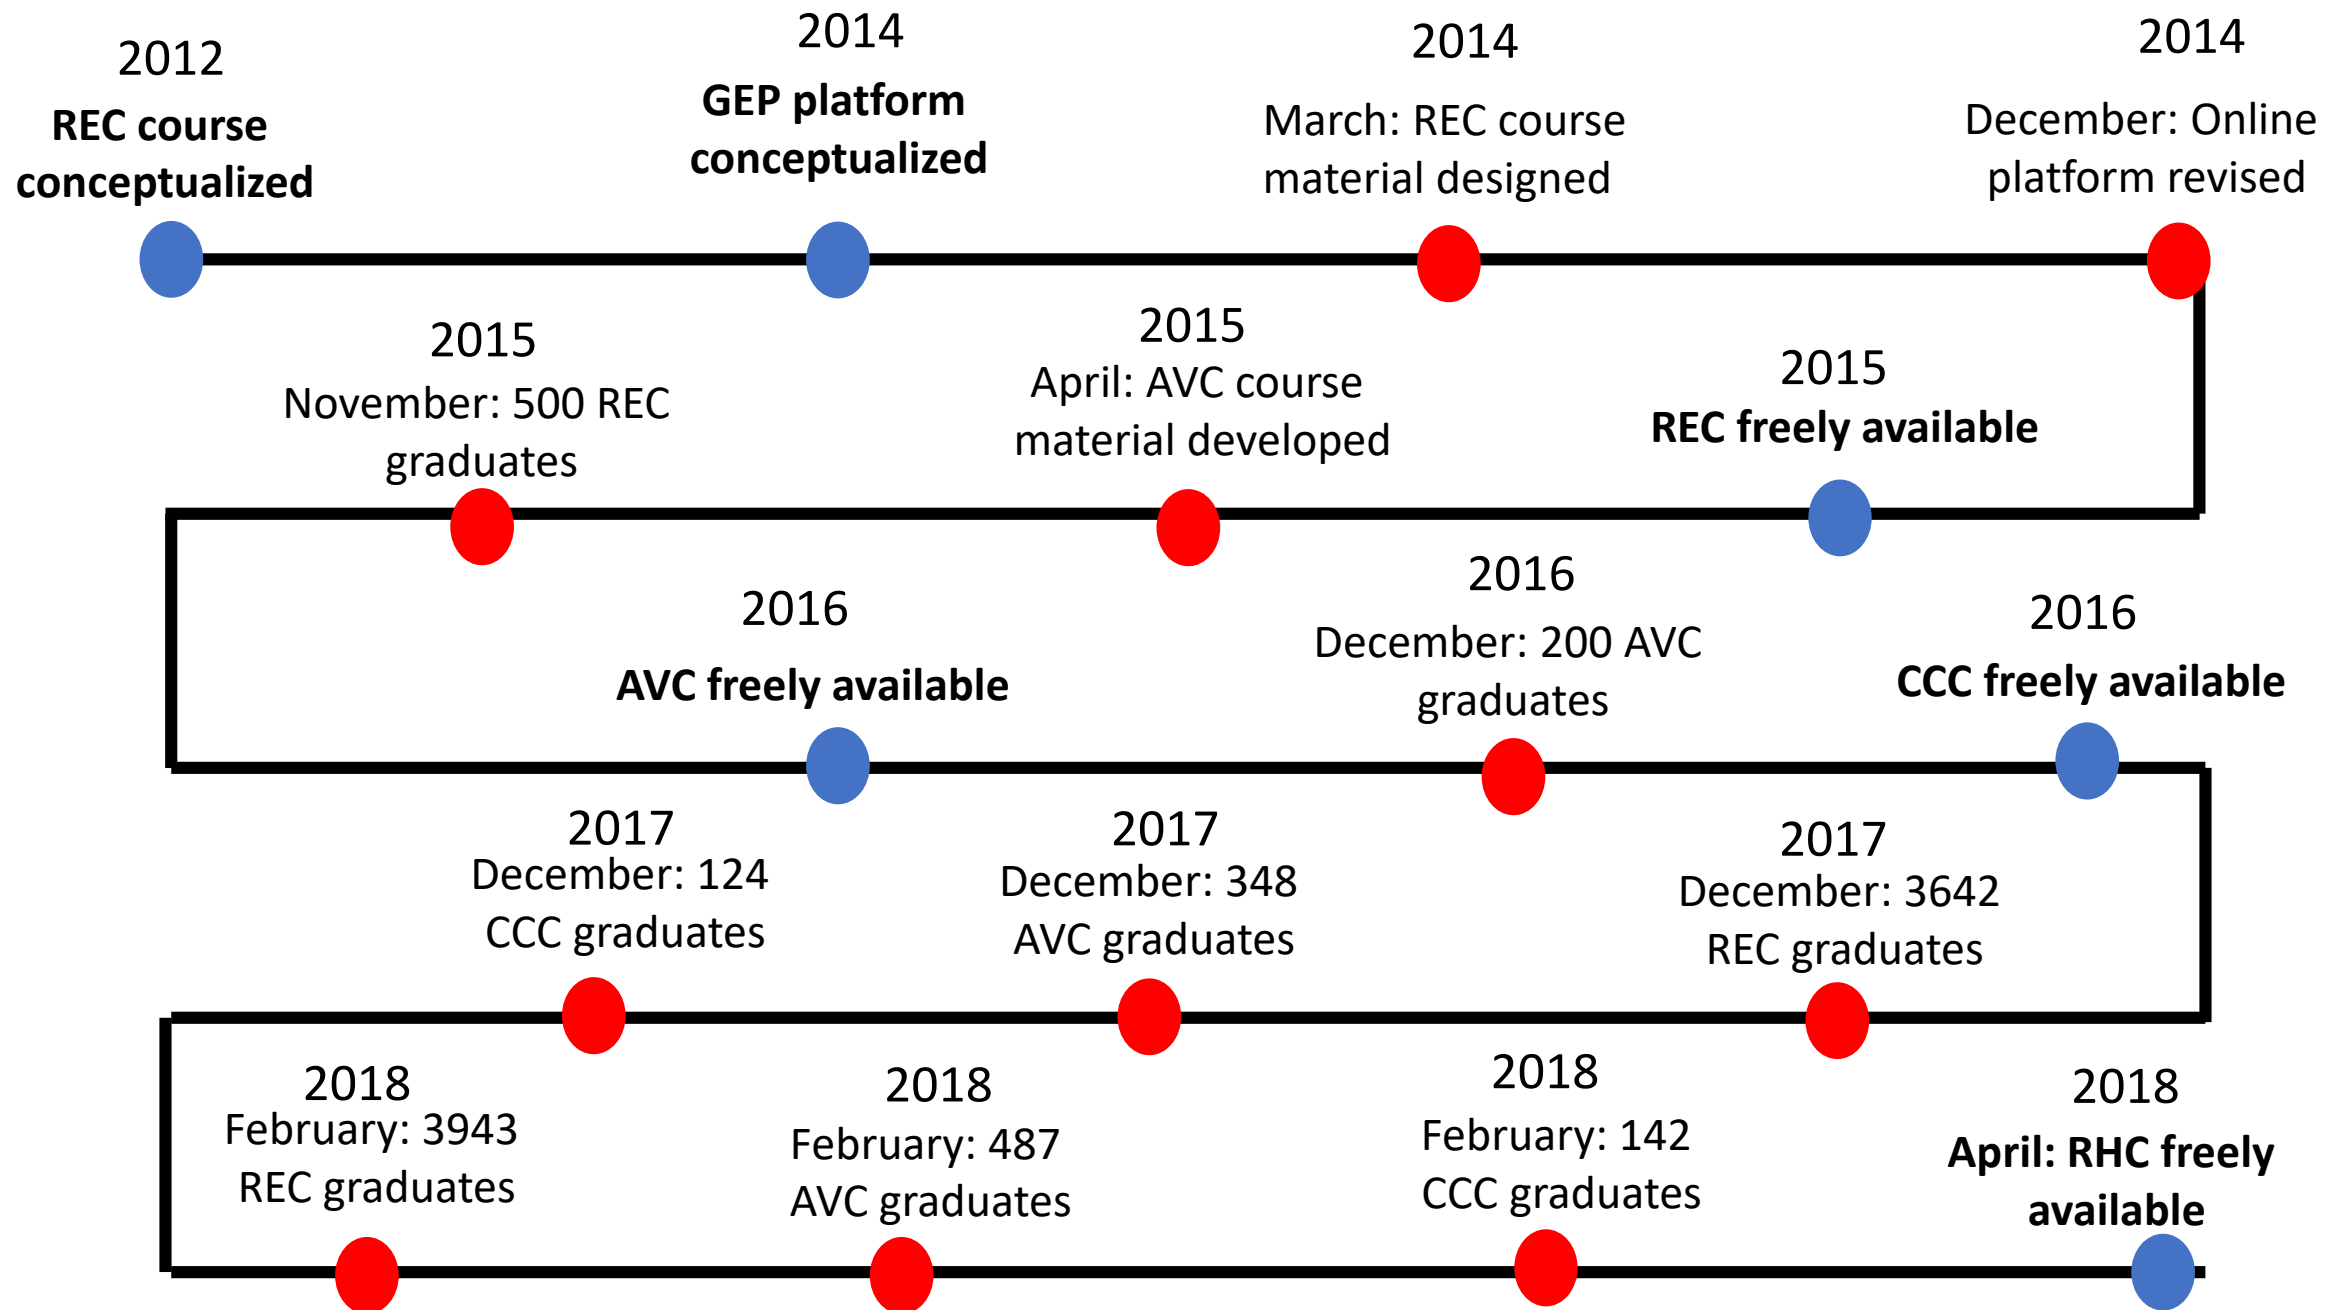 2012
REC course
conceptualized
2014
GEP platform
conceptualized
2014
March: REC course
material designed
2014
December: Online
platform revised
2015
November: 500 REC
graduates
2015
April: AVC course
material developed
2015
REC freely available
2016
AVC freely available
2016
December: 200 AVC
graduates
2016
CCC freely available
2017
December: 124
CCC graduates
2017
December: 348
AVC graduates
2017
December: 3642
REC graduates
2018
February: 3943
REC graduates
2018
February: 487
AVC graduates
2018
February: 142
CCC graduates
2018
April: RHC freely
available